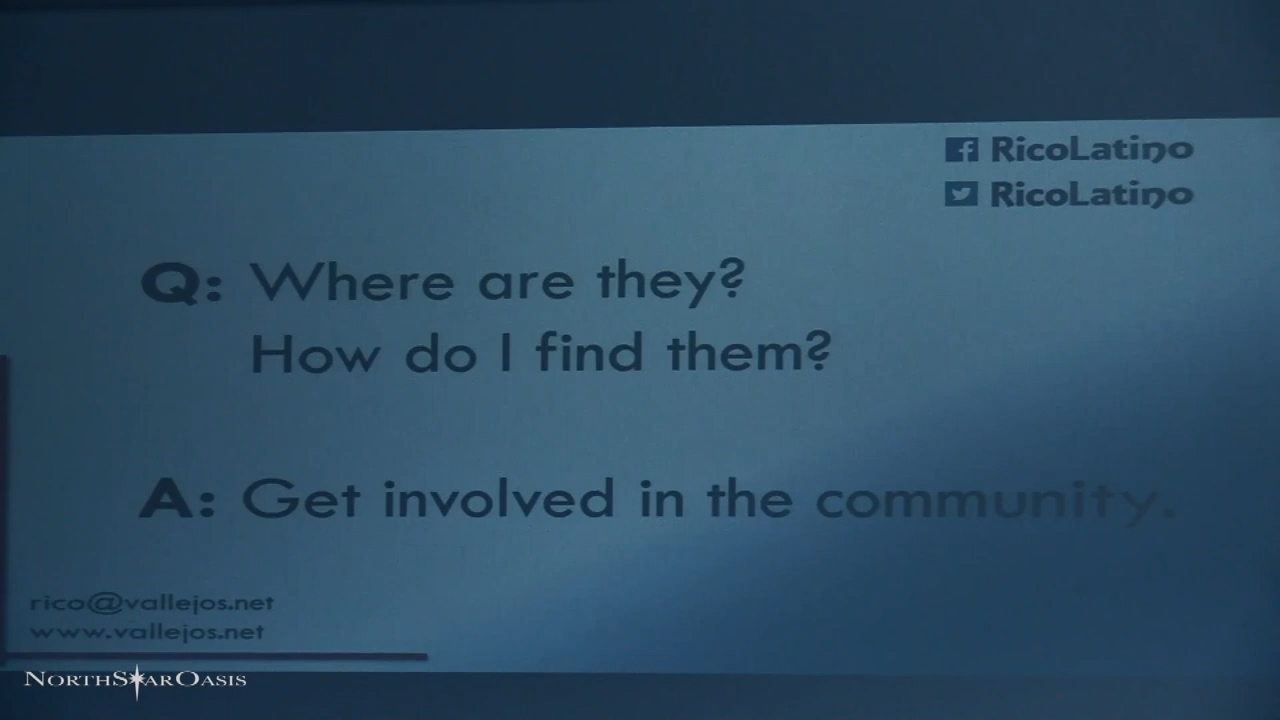 RicoLatino
RicoLatino
Q: Where are they?
How do I find them?
A: Get involved in the community.
rico@vallejos.net
www.vallejos.net
NORTHSTAROASIS